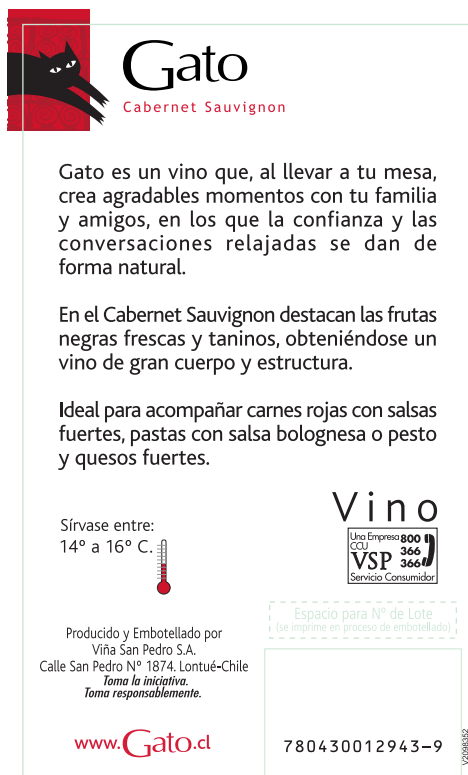 Gato
Cabernet Sauvignon
Gato es un vino que, al llevar a tu mesa,
crea agradables momentos con tu familia
y amigos, en los que la confianza y las
conversaciones relajadas se dan de
forma natural.
En el Cabernet Sauvignon destacan las frutas
negras frescas y taninos, obteniéndose un
vino de gran cuerpo y estructura.
Ideal para acompañar carnes rojas con salsas
fuertes, pastas con salsa bolognesa o pesto
y quesos fuertes.
Sírvase entre:
14º a 16º C.
Vino
Una Empresa
CCU
VSP
800
366
366
Servicio Consumidor
Espacio para Nº de Lote
(se imprime en proceso de embotellado)
Producido y Embotellado por
Viña San Pedro S.A.
Calle San Pedro Nº 1874. Lontué-Chile
Toma la iniciativa.
Toma responsablemente.
www.Gato.cl
780430012943-9
V2098352